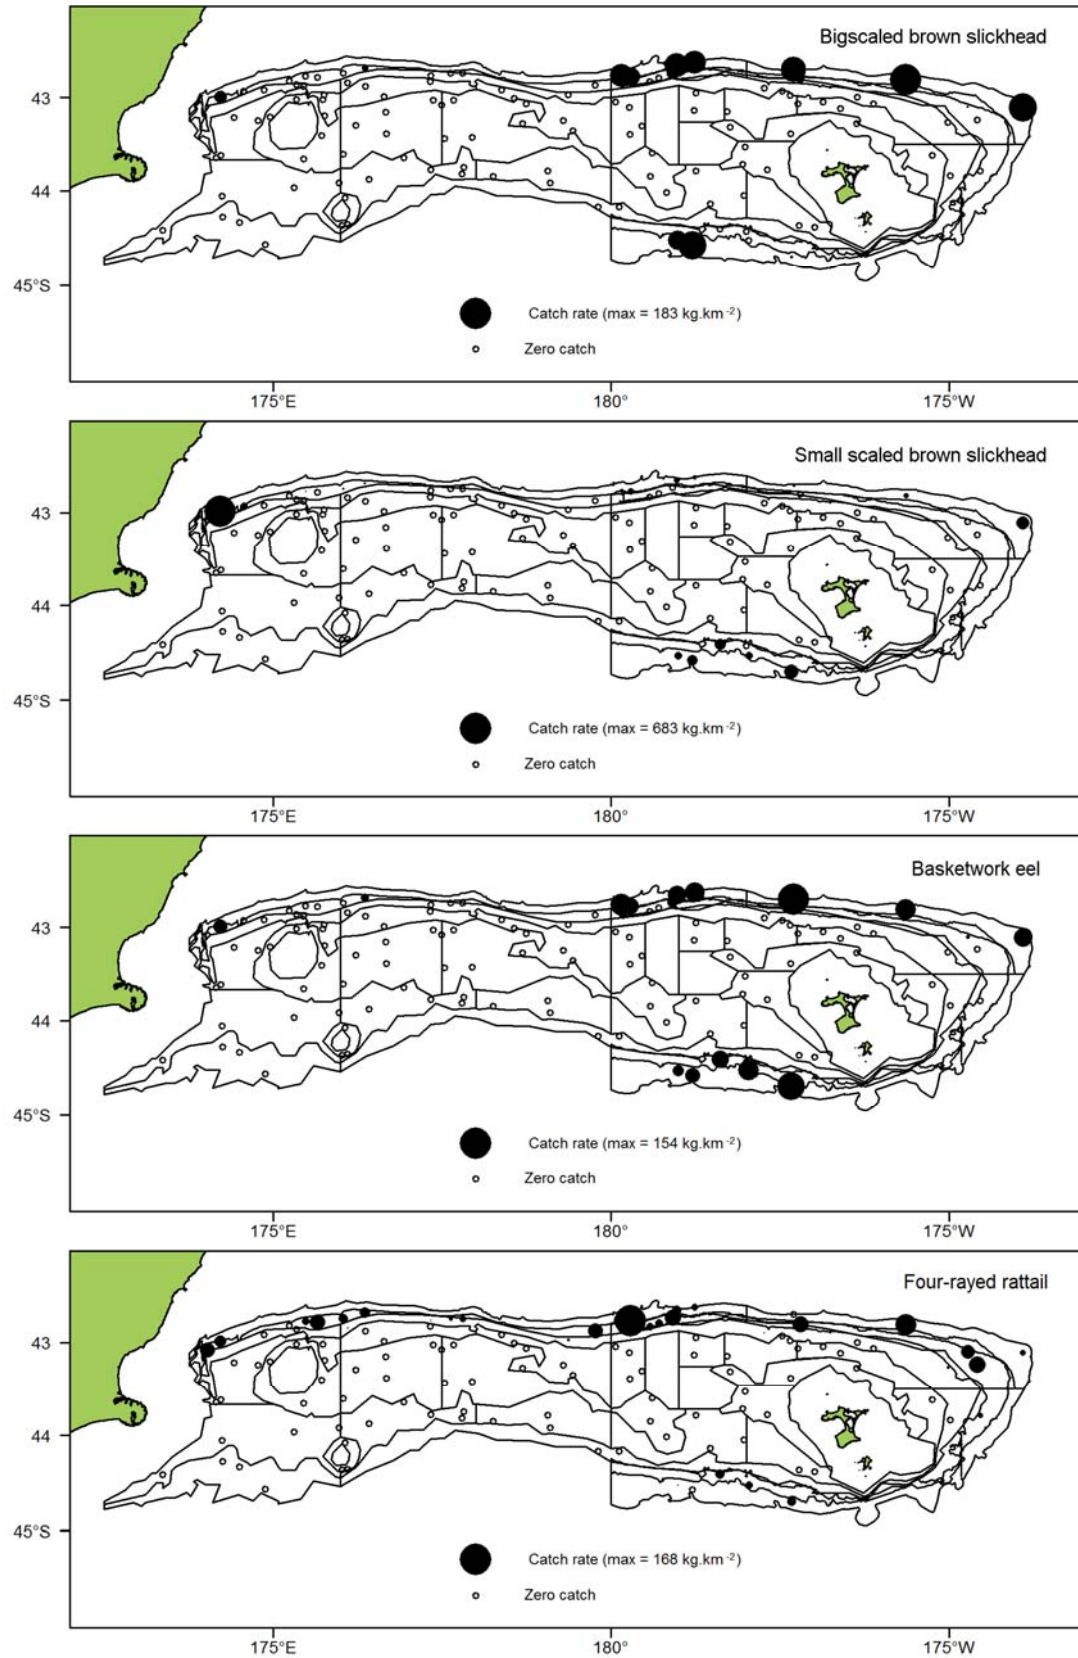 Bigscaled brown slickhead
43
44
45°S
Catch rate (max = 183 kg.km⁻²)
Zero catch
175°E 180° 175°W
Small scaled brown slickhead
43
44
45°S
Catch rate (max = 683 kg.km⁻²)
Zero catch
175°E 180° 175°W
Basketwork eel
43
44
45°S
Catch rate (max = 154 kg.km⁻²)
Zero catch
175°E 180° 175°W
Four-rayed rattail
43
44
45°S
Catch rate (max = 168 kg.km⁻²)
Zero catch
175°E 180° 175°W